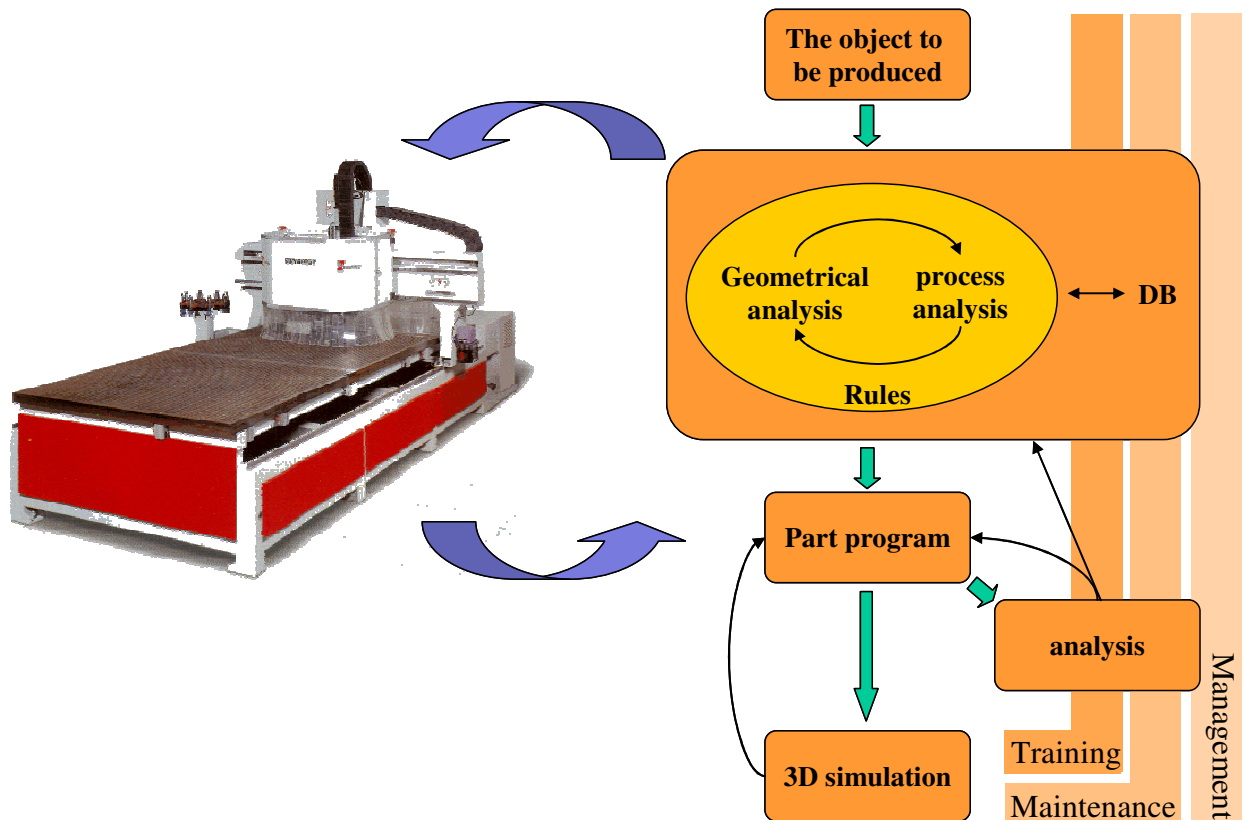 The object to
be produced
Geometrical
analysis
process
analysis
DB
Rules
Part program
analysis
3D simulation
Training
Maintenance
Management